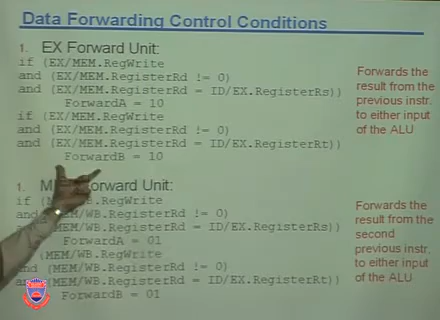 Data Forwarding Control Conditions
1. EX Forward Unit:
if (EX/MEM.RegWrite
and (EX/MEM.RegisterRd != 0)
and (EX/MEM.RegisterRd = ID/EX.RegisterRs))
ForwardA = 10
if (EX/MEM.RegWrite
and (EX/MEM.RegisterRd != 0)
and (EX/MEM.RegisterRd = ID/EX.RegisterRt))
ForwardB = 10
Forwards the
result from the
previous instr.
to either input
of the ALU
1. Forward Unit:
if RegWrite
and MEM/WB.RegisterRd != 0)
MEM/WB.RegisterRd = ID/EX.RegisterRs))
ForwardA = 01
(MEM/WB.RegWrite
and (MEM/WB.RegisterRd != 0)
(MEM/WB.RegisterRd = ID/EX.RegisterRt))
ForwardB = 01
Forwards the
result from the
second
previous instr.
to either input
of the ALU